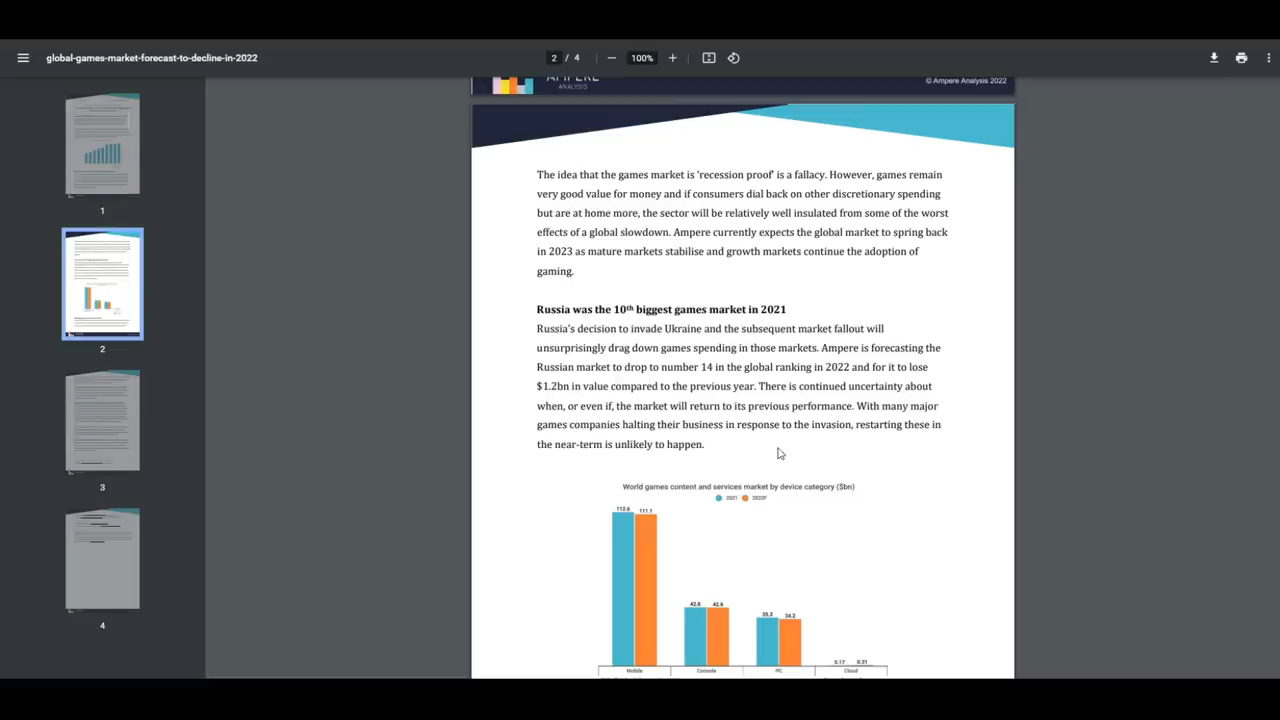 global-games-market-forecast-to-decline-in-2022
2 / 4
100%
AMPERE
ANALYSIS
© Ampere Analysis 2022
The idea that the games market is ‘recession proof’ is a fallacy. However, games remain
very good value for money and if consumers dial back on other discretionary spending
but are at home more, the sector will be relatively well insulated from some of the worst
effects of a global slowdown. Ampere currently expects the global market to spring back
in 2023 as mature markets stabilise and growth markets continue the adoption of
gaming.
Russia was the 10th biggest games market in 2021
Russia’s decision to invade Ukraine and the subsequent market fallout will
unsurprisingly drag down games spending in those markets. Ampere is forecasting the
Russian market to drop to number 14 in the global ranking in 2022 and for it to lose
$1.2bn in value compared to the previous year. There is continued uncertainty about
when, or even if, the market will return to its previous performance. With many major
games companies halting their business in response to the invasion, restarting these in
the near-term is unlikely to happen.
World games content and services market by device category ($bn)
2021 2022F
112.6 111.1
42.8 42.6
35.3 34.2
0.17 0.31
Mobile Console PC Cloud
1
2
3
4